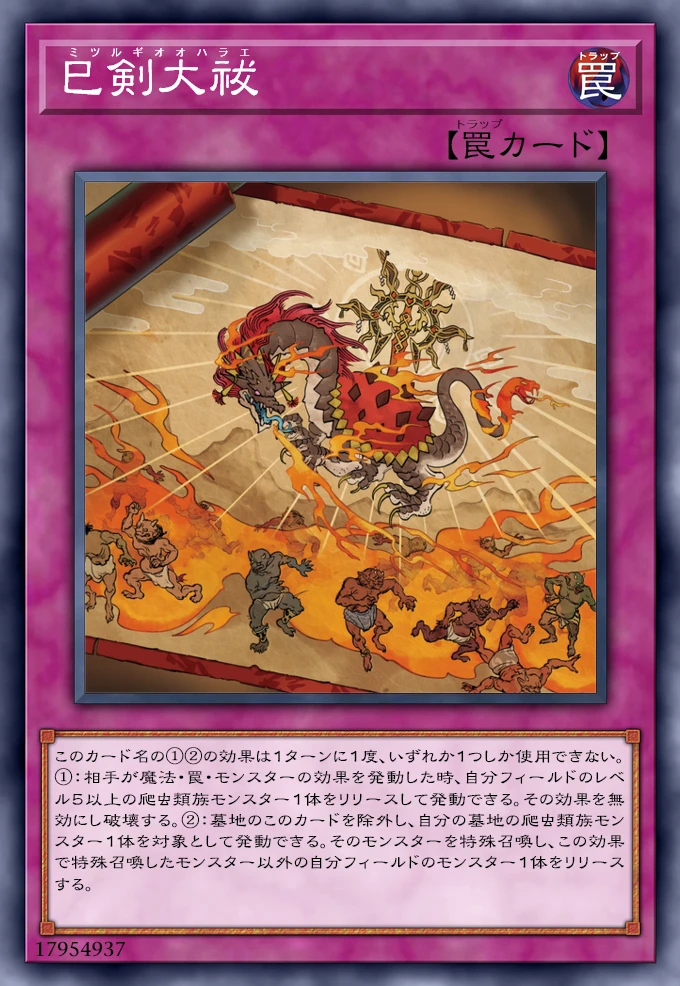 ミツルギオオハラエ
巳剣大祓
トラップ
罠
トラップ
【罠カード】
このカード名の①②の効果は1ターンに1度、いずれか1つしか使用できない。
①：相手が魔法・罠・モンスターの効果を発動した時、自分フィールドのレベ
ル5以上の爬虫類族モンスター1体をリリースして発動できる。その効果を無
効にし破壊する。②：墓地のこのカードを除外し、自分の墓地の爬虫類族モン
スター1体を対象として発動できる。そのモンスターを特殊召喚し、この効果
で特殊召喚したモンスター以外の自分フィールドのモンスター1体をリリース
する。
17954937